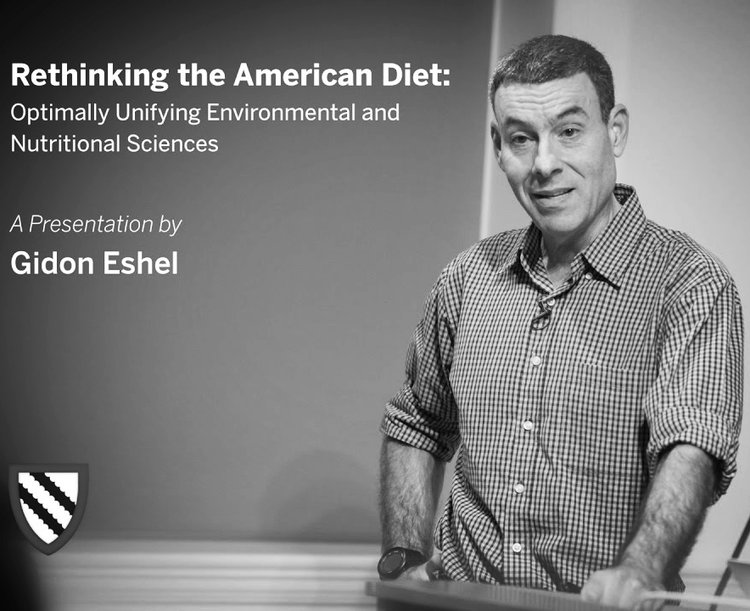 Rethinking the American Diet:
Optimally Unifying Environmental and
Nutritional Sciences
A Presentation by
Gidon Eshel